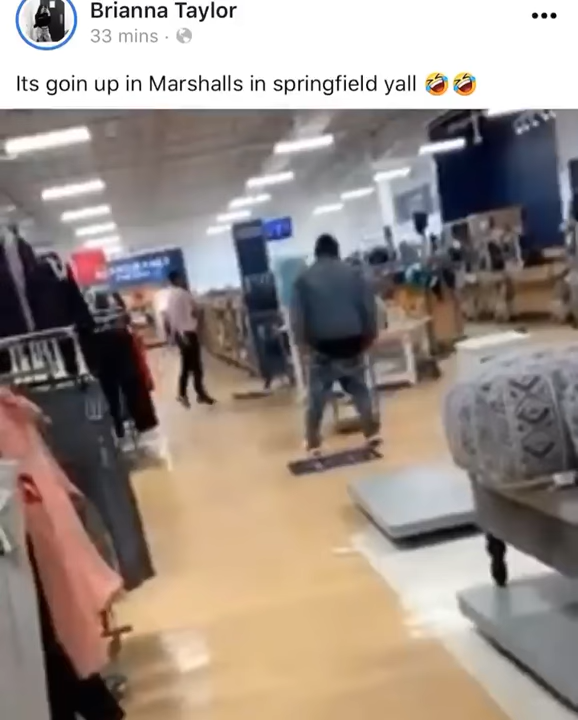 Brianna Taylor
33 mins ·
Its goin up in Marshalls in springfield yall 🤣🤣